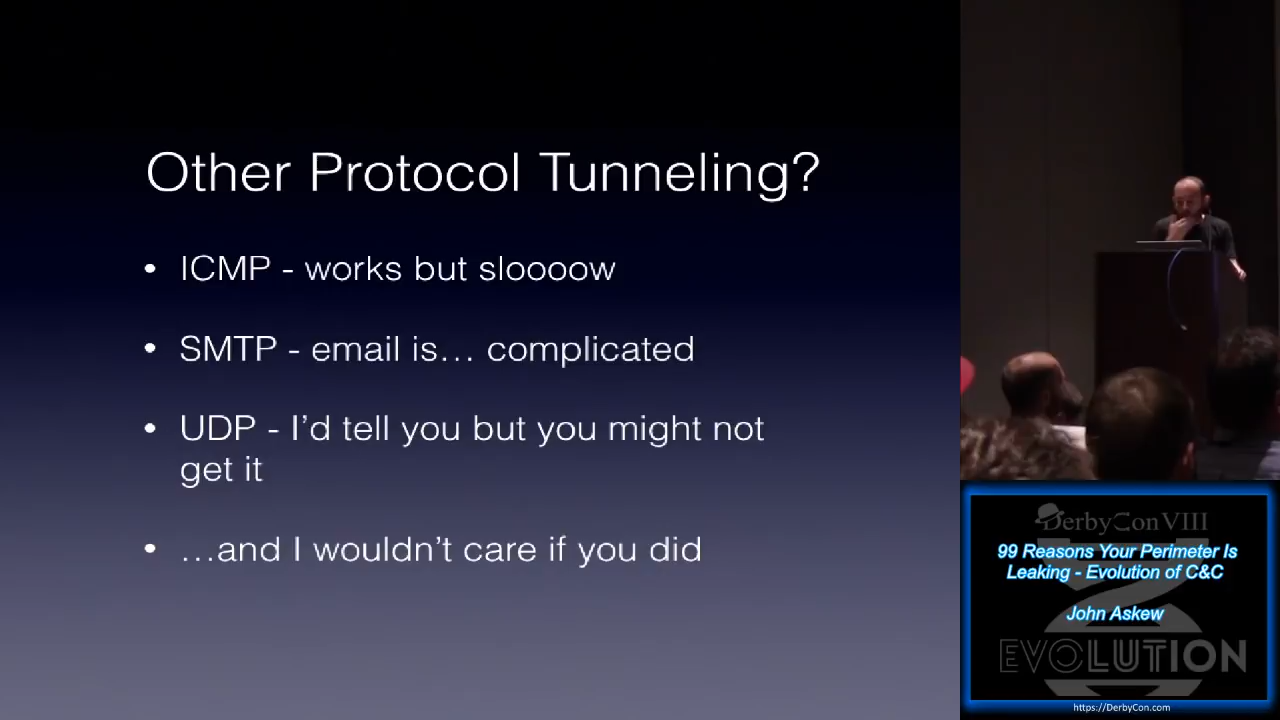 Other Protocol Tunneling?
• ICMP - works but sloooow
• SMTP - email is… complicated
• UDP - I’d tell you but you might not
get it
• …and I wouldn’t care if you did
DerbyCon VIII
99 Reasons Your Perimeter Is
Leaking - Evolution of C&C
John Askew
EVOLUTION
https://DerbyCon.com